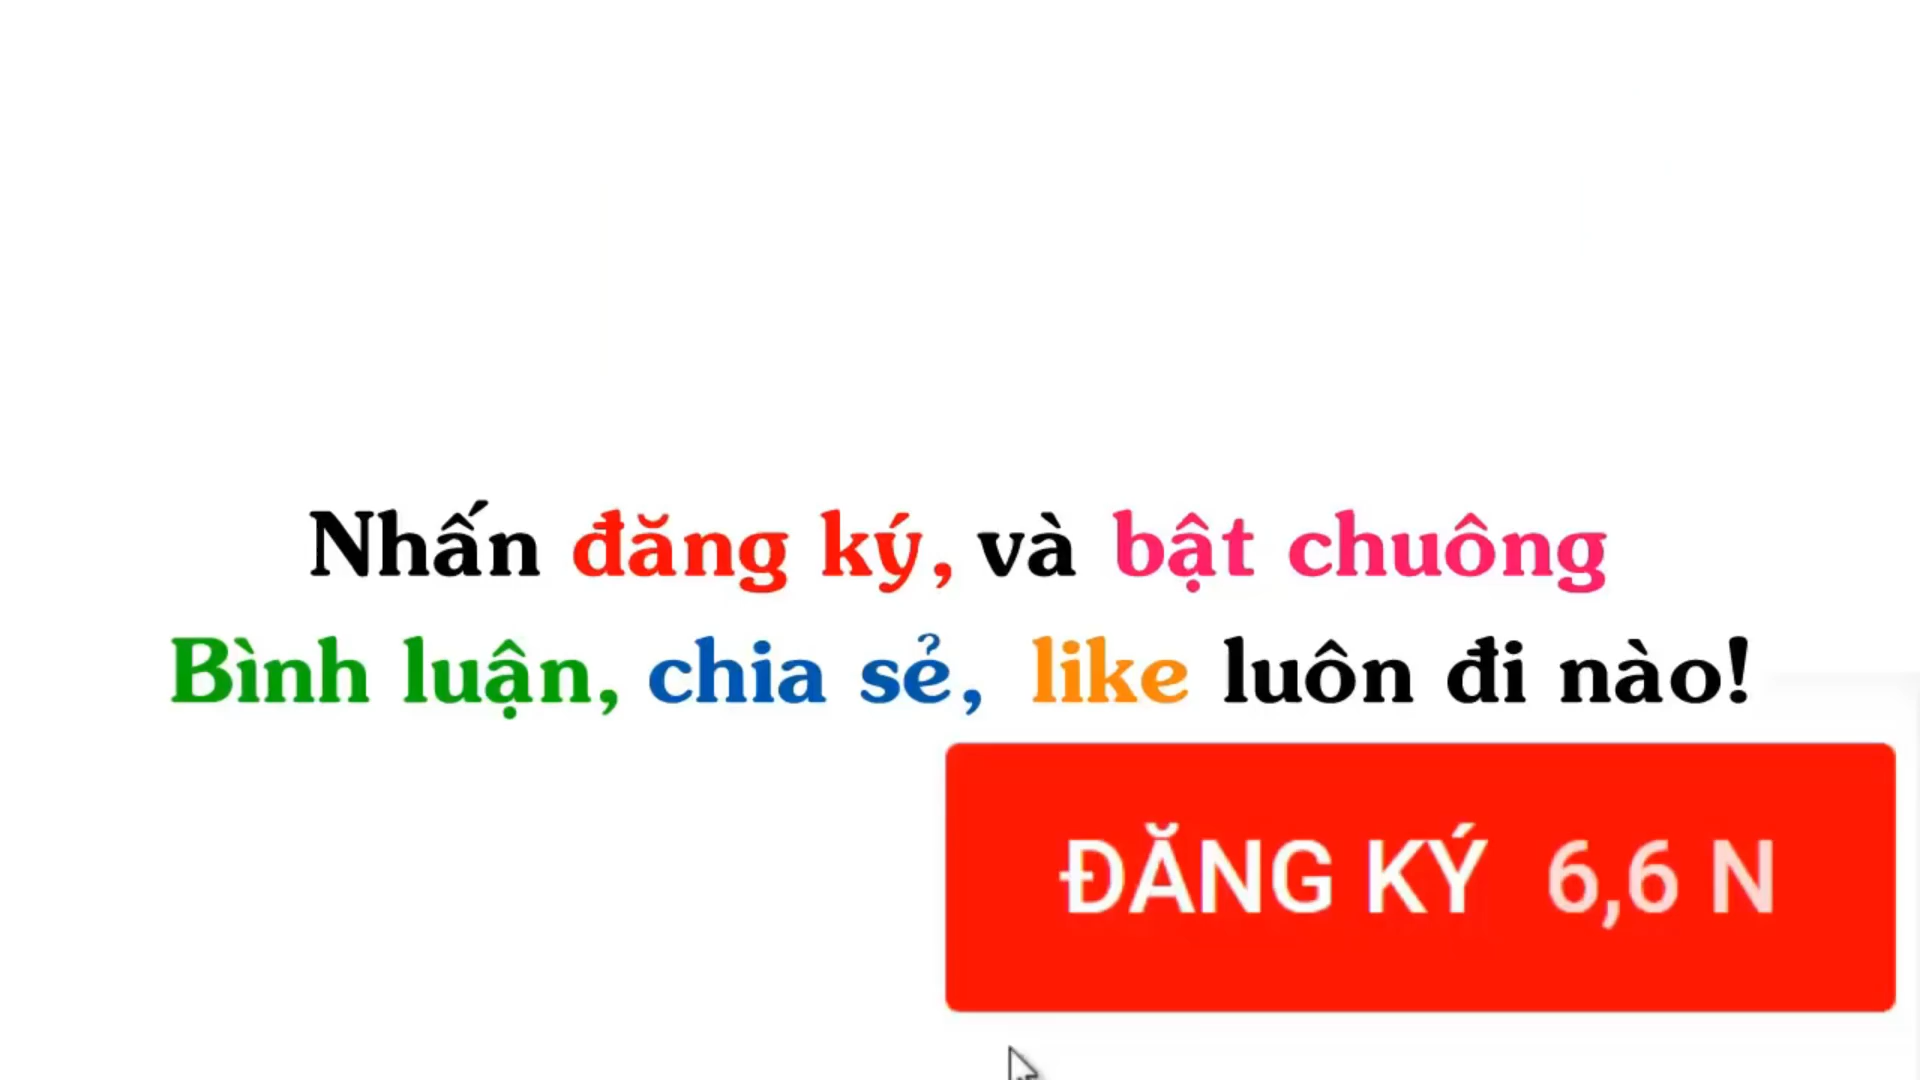 Nhấn đăng ký, và bật chuông
Bình luận, chia sẻ, like luôn đi nào!
ĐĂNG KÝ 6,6 N